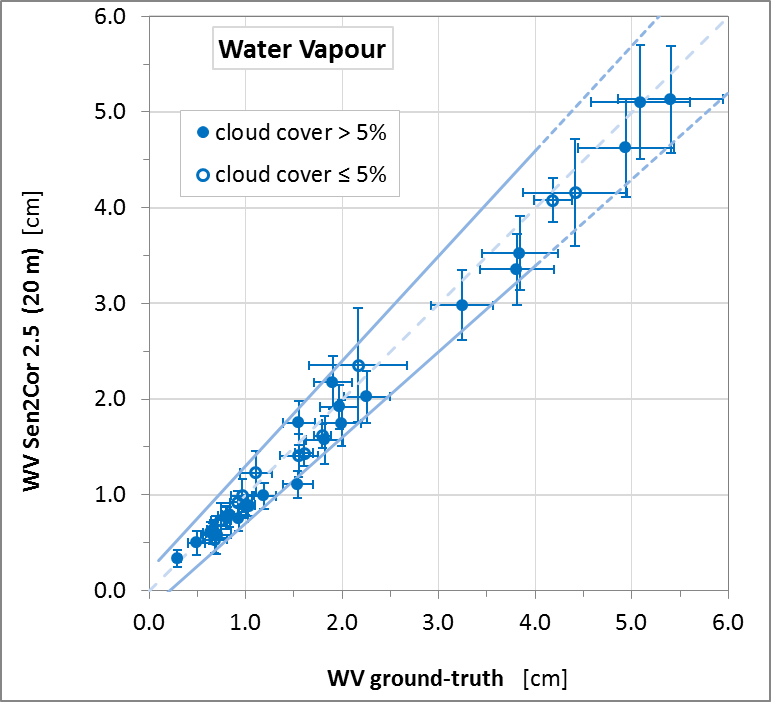 Water Vapour
cloud cover > 5%
cloud cover ≤ 5%
WV Sen2Cor 2.5 (20 m) [cm]
6.0
5.0
4.0
3.0
2.0
1.0
0.0
0.0 1.0 2.0 3.0 4.0 5.0 6.0
WV ground-truth [cm]